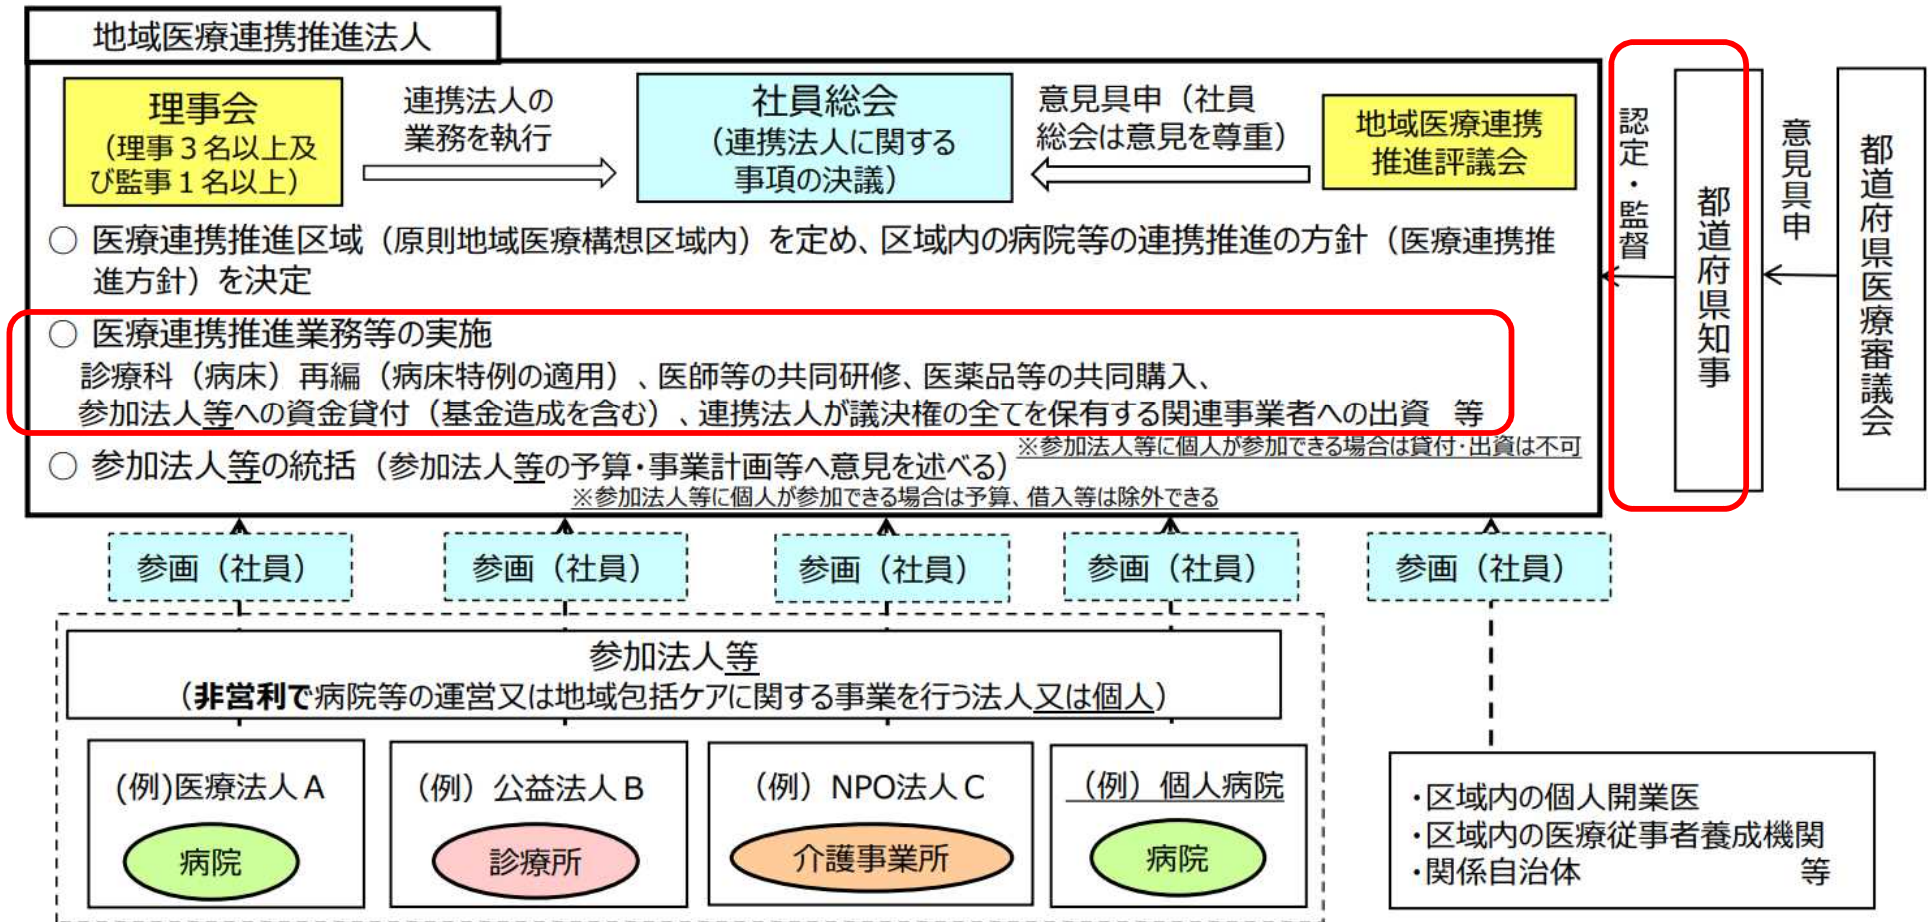 地域医療連携推進法人
理事会
（理事３名以上及
び監事１名以上）
連携法人の
業務を執行
社員総会
（連携法人に関する
事項の決議）
意見具申（社員
総会は意見を尊重）
地域医療連携
推進評議会
認定・監督
都道府県知事
意見具申
都道府県医療審議会
○ 医療連携推進区域（原則地域医療構想区域内）を定め、区域内の病院等の連携推進の方針（医療連携推
進方針）を決定
○ 医療連携推進業務等の実施
診療科（病床）再編（病床特例の適用）、医師等の共同研修、医薬品等の共同購入、
参加法人等への資金貸付（基金造成を含む）、連携法人が議決権の全てを保有する関連事業者への出資　等
※参加法人等に個人が参加できる場合は貸付・出資は不可
○ 参加法人等の統括（参加法人等の予算・事業計画等へ意見を述べる）
※参加法人等に個人が参加できる場合は予算、借入等は除外できる
参画（社員）
参画（社員）
参画（社員）
参画（社員）
参画（社員）
参加法人等
（非営利で病院等の運営又は地域包括ケアに関する事業を行う法人又は個人）
(例)医療法人Ａ
病院
（例）公益法人Ｂ
診療所
（例）NPO法人Ｃ
介護事業所
（例）個人病院
病院
・区域内の個人開業医
・区域内の医療従事者養成機関
・関係自治体　　　　　　　等